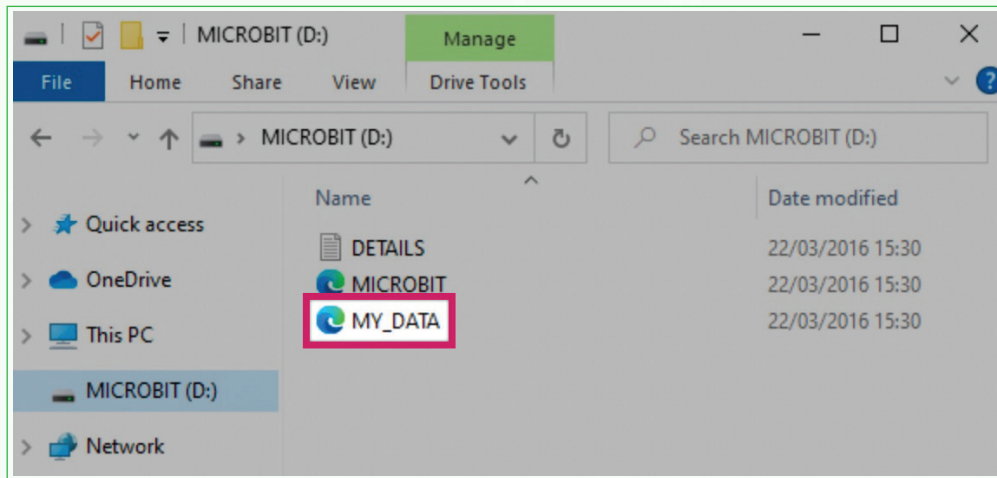 MICROBIT (D:) Manage
File Home Share View Drive Tools ?
MICROBIT (D:) Search MICROBIT (D:)
Name Date modified
Quick access
DETAILS 22/03/2016 15:30
OneDrive
MICROBIT 22/03/2016 15:30
MY_DATA 22/03/2016 15:30
This PC
MICROBIT (D:)
Network